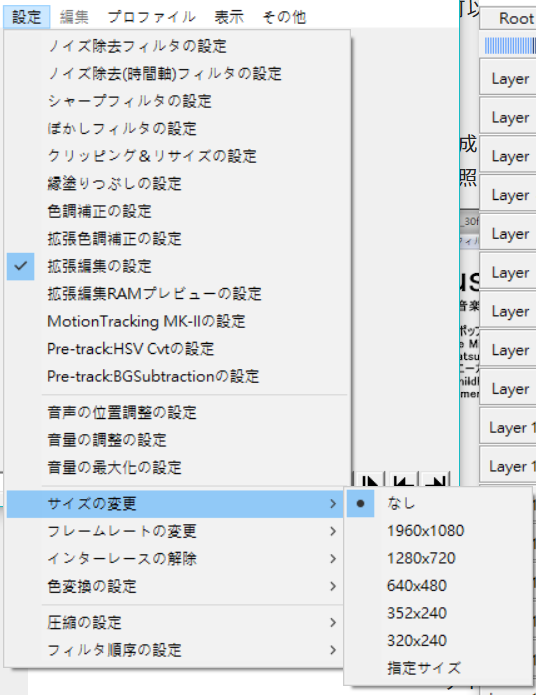 設定 編集 プロファイル 表示 その他
ノイズ除去フィルタの設定
ノイズ除去(時間軸)フィルタの設定
シャープフィルタの設定
ぼかしフィルタの設定
クリッピング＆リサイズの設定
縁塗りつぶしの設定
色調補正の設定
拡張色調補正の設定
拡張編集の設定
拡張編集RAMプレビューの設定
MotionTracking MK-IIの設定
Pre-track:HSV Cvtの設定
Pre-track:BGSubtractionの設定
音声の位置調整の設定
音量の調整の設定
音量の最大化の設定
サイズの変更
フレームレートの変更
インターレースの解除
色変換の設定
圧縮の設定
フィルタ順序の設定
なし
1960x1080
1280x720
640x480
352x240
320x240
指定サイズ
成
照
_30f
音楽
Root
Layer
Layer
Layer
Layer
Layer
Layer
Layer
Layer
Layer
Layer 1
Layer 1